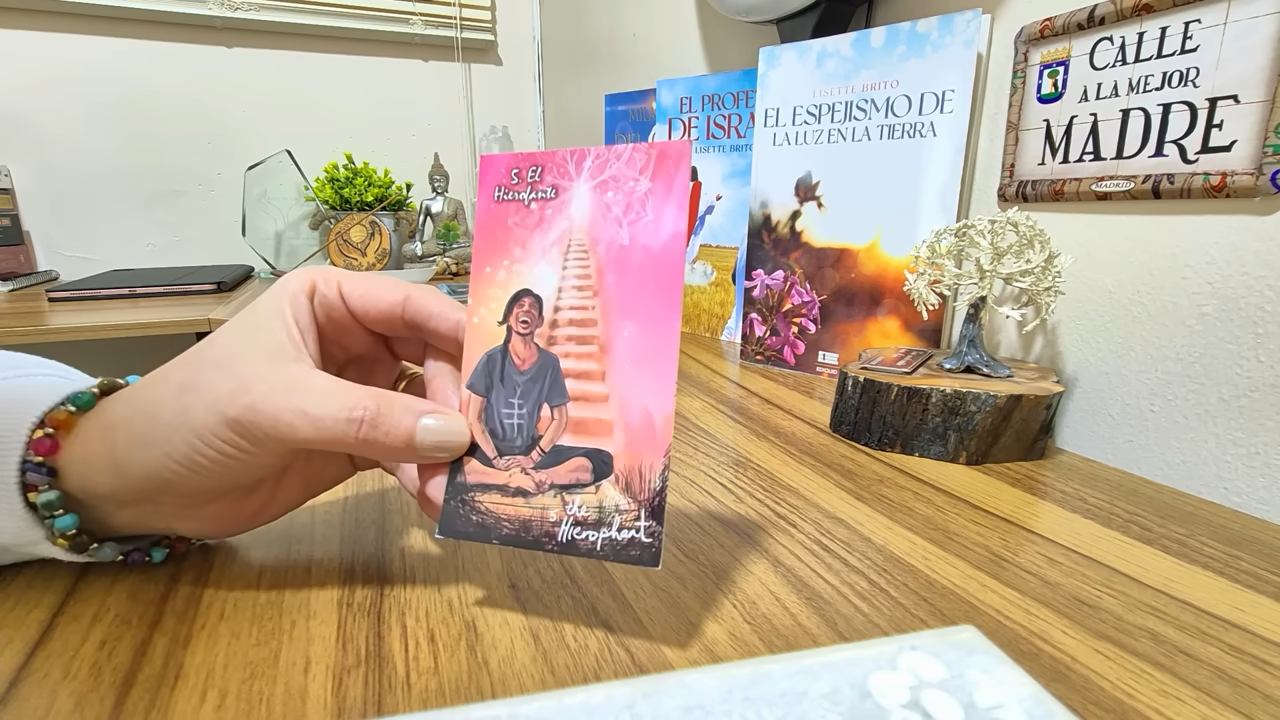 5. El
Hierofante
5 the
Hierophant
EL PROFE
DE ISRA
LISETTE BRITO
LISETTE BRITO
EL ESPEJISMO DE
LA LUZ EN LA TIERRA
CALLE
A LA MEJOR
MADRE
MADRID